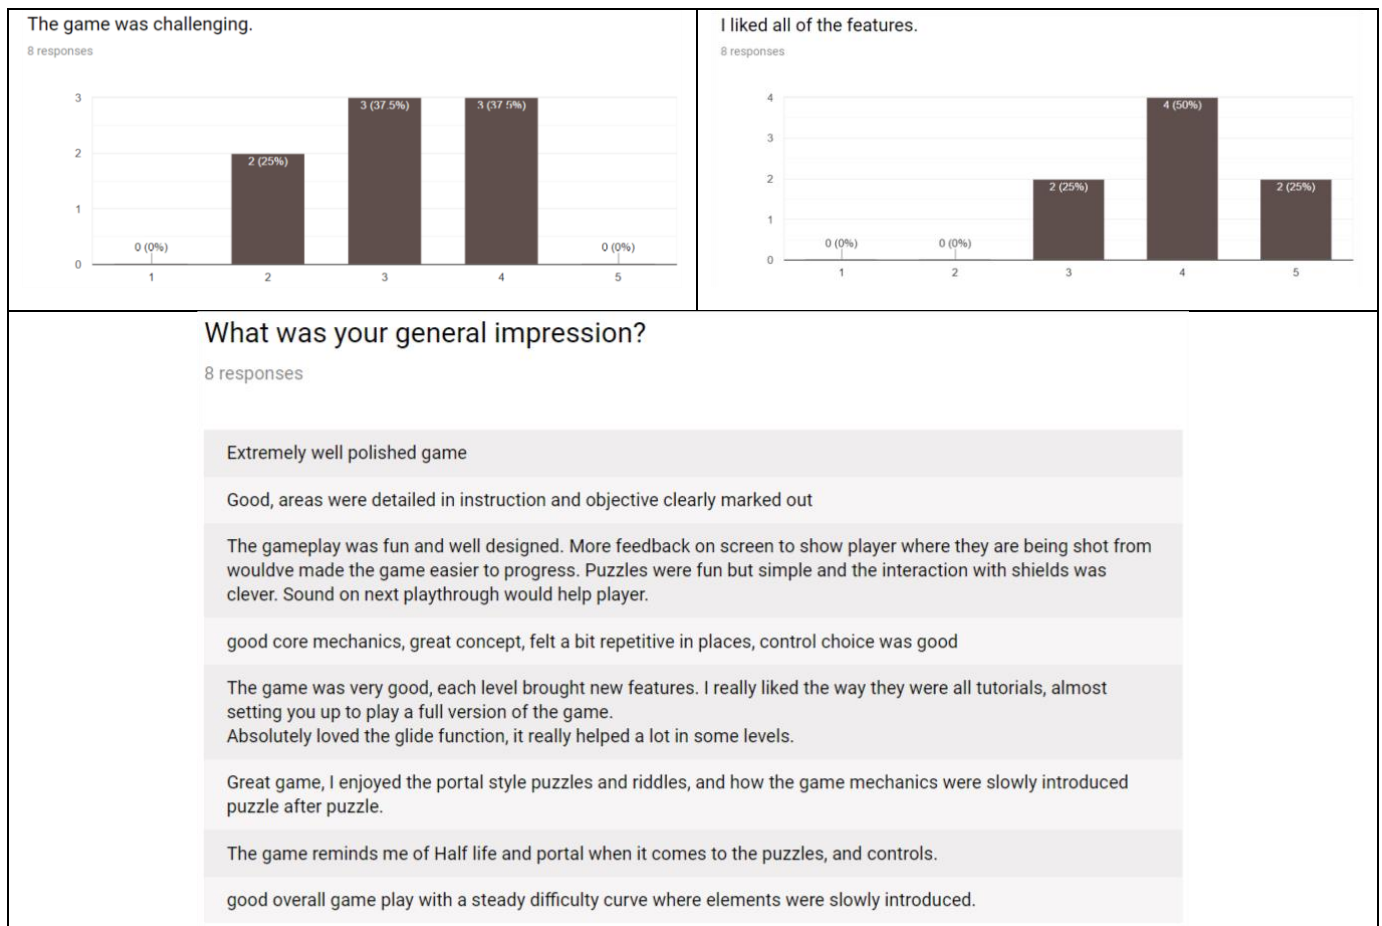 The game was challenging.
8 responses
3
2
1
0
0 (0%)
2 (25%)
3 (37.5%)
3 (37.5%)
0 (0%)
1
2
3
4
5
I liked all of the features.
8 responses
4
3
2
1
0
0 (0%)
0 (0%)
2 (25%)
4 (50%)
2 (25%)
1
2
3
4
5
What was your general impression?
8 responses
Extremely well polished game
Good, areas were detailed in instruction and objective clearly marked out
The gameplay was fun and well designed. More feedback on screen to show player where they are being shot from
wouldve made the game easier to progress. Puzzles were fun but simple and the interaction with shields was
clever. Sound on next playthrough would help player.
good core mechanics, great concept, felt a bit repetitive in places, control choice was good
The game was very good, each level brought new features. I really liked the way they were all tutorials, almost
setting you up to play a full version of the game.
Absolutely loved the glide function, it really helped a lot in some levels.
Great game, I enjoyed the portal style puzzles and riddles, and how the game mechanics were slowly introduced
puzzle after puzzle.
The game reminds me of Half life and portal when it comes to the puzzles, and controls.
good overall game play with a steady difficulty curve where elements were slowly introduced.